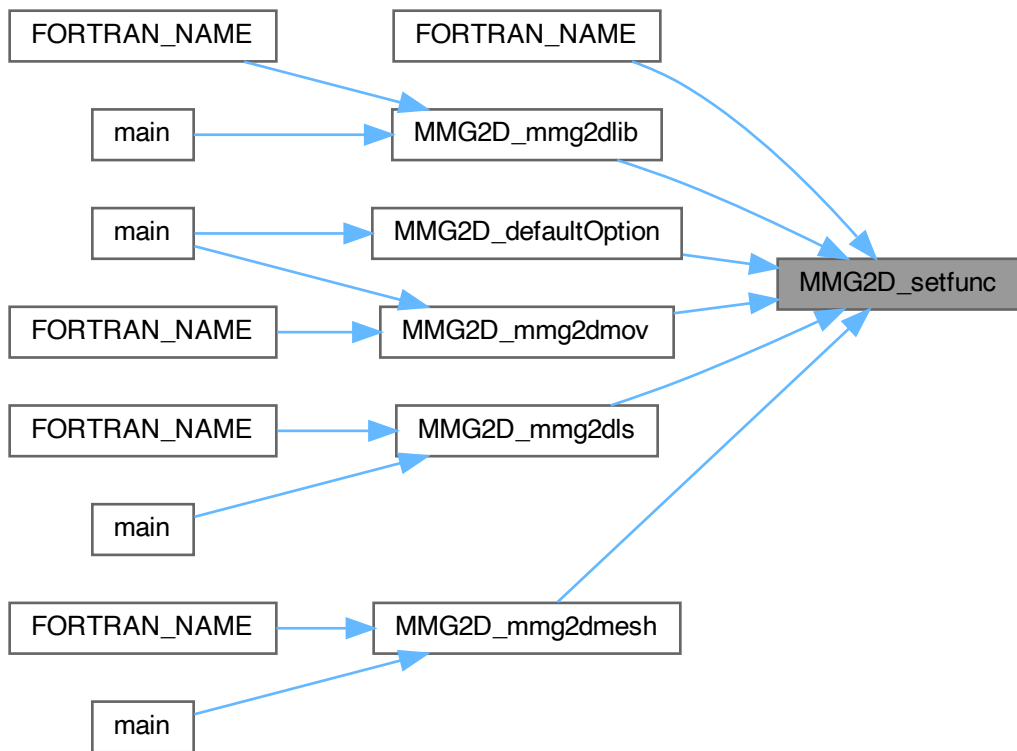 FORTRAN_NAME
FORTRAN_NAME
main
MMG2D_mmg2dlib
main
MMG2D_defaultOption
MMG2D_setfunc
FORTRAN_NAME
MMG2D_mmg2dmov
FORTRAN_NAME
MMG2D_mmg2dls
main
FORTRAN_NAME
MMG2D_mmg2dmesh
main